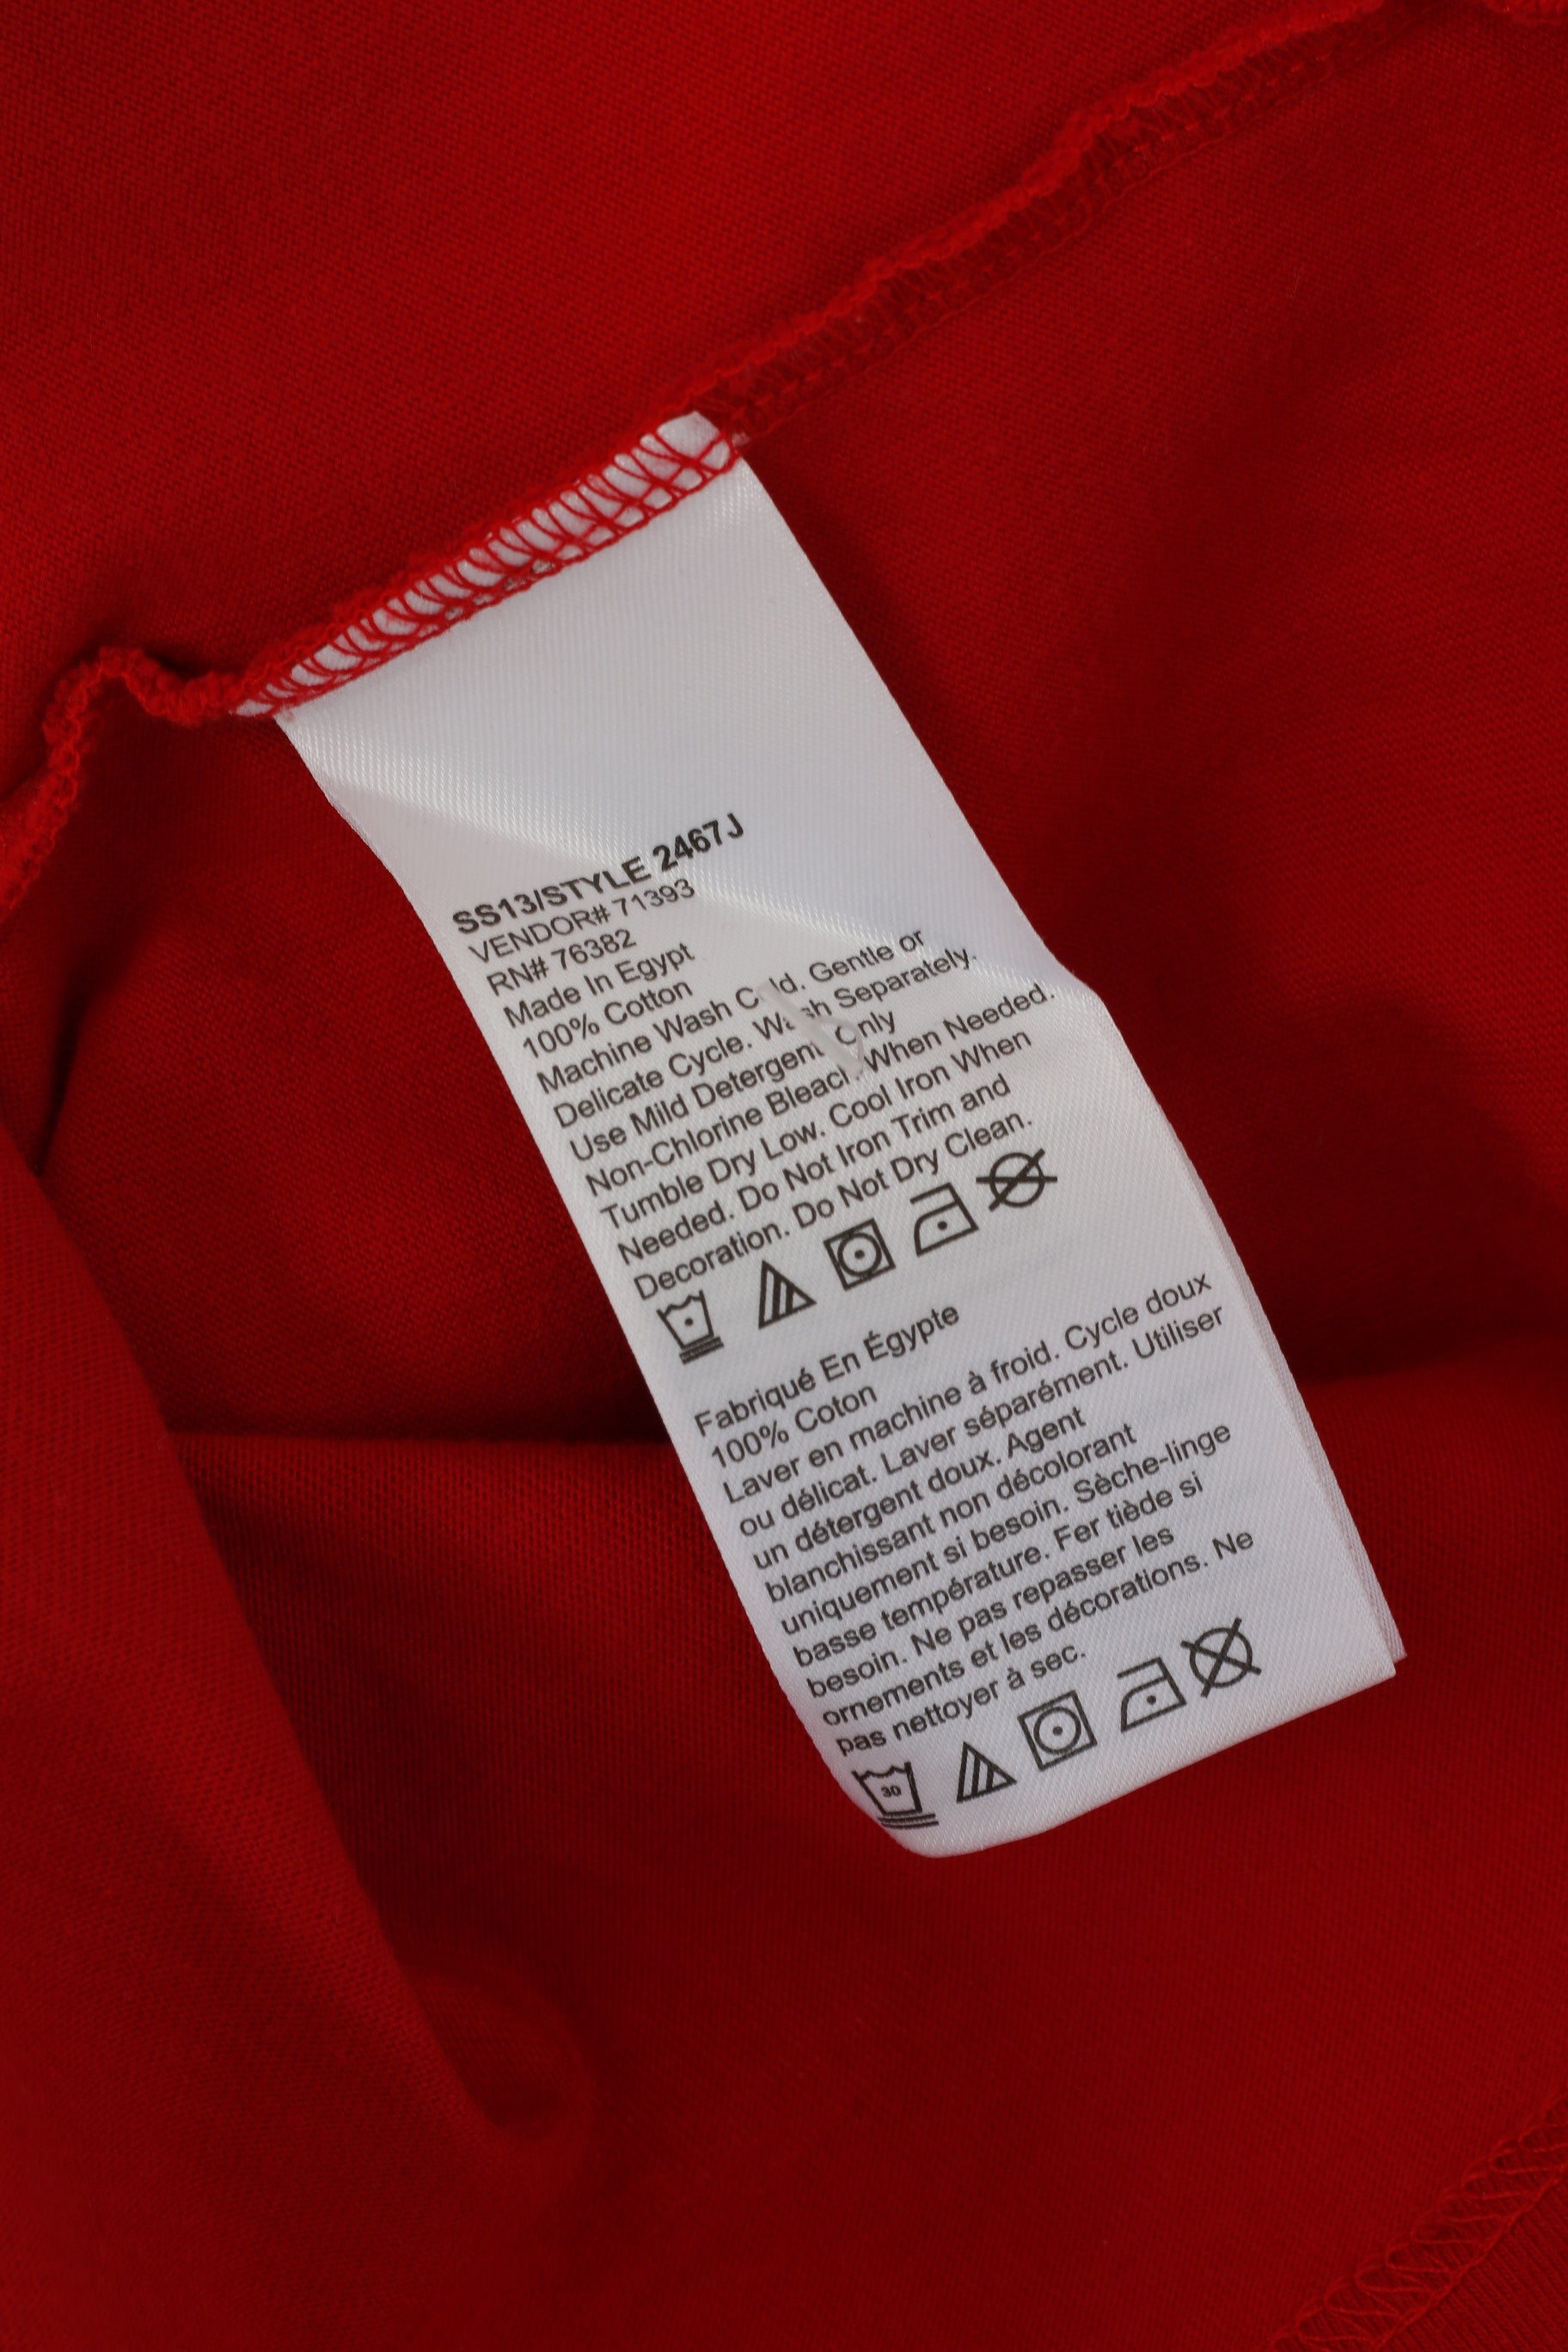 SS13/STYLE 2467J
VENDOR# 71393
RN# 76382
Made In Egypt
100% Cotton
Machine Wash Cold. Gentle or
Delicate Cycle. Wash Separately.
Use Mild Detergent Only
Non-Chlorine Bleach When Needed.
Tumble Dry Low. Cool Iron When
Needed. Do Not Iron Trim and
Decoration. Do Not Dry Clean.
Fabriqué En Égypte
100% Coton
Laver en machine à froid. Cycle doux
ou délicat. Laver séparément. Utiliser
un détergent doux. Agent
blanchissant non décolorant
uniquement si besoin. Sèche-linge
basse température. Fer tiède si
besoin. Ne pas repasser les
ornements et les décorations. Ne
pas nettoyer à sec.
30